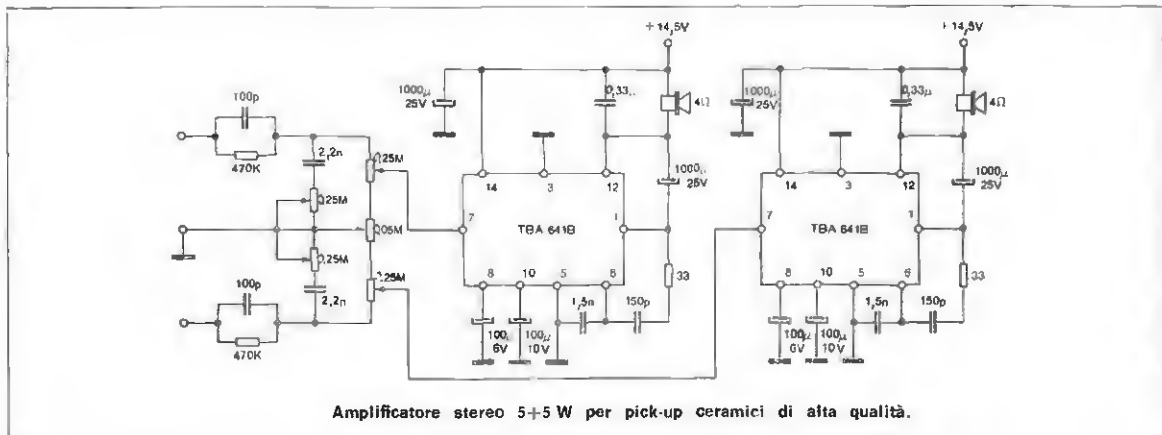 + 14,5V
+ 14,5V
1000µ
25V
0,33µ
4Ω
1000µ
25V
0,33µ
4Ω
100p
470K
2,2n
0,25M
0,25M
0,05M
0,25M
2,2n
0,25M
100p
470K
1000µ
25V
14
3
12
7
TBA 641B
1
8
10
5
6
33
1,5n
150p
100µ
6V
100µ
10V
1000µ
25V
14
3
12
7
TBA 641B
1
8
10
5
6
33
1,5n
150p
100µ
6V
100µ
10V
Amplificatore stereo 5+5 W per pick-up ceramici di alta qualità.